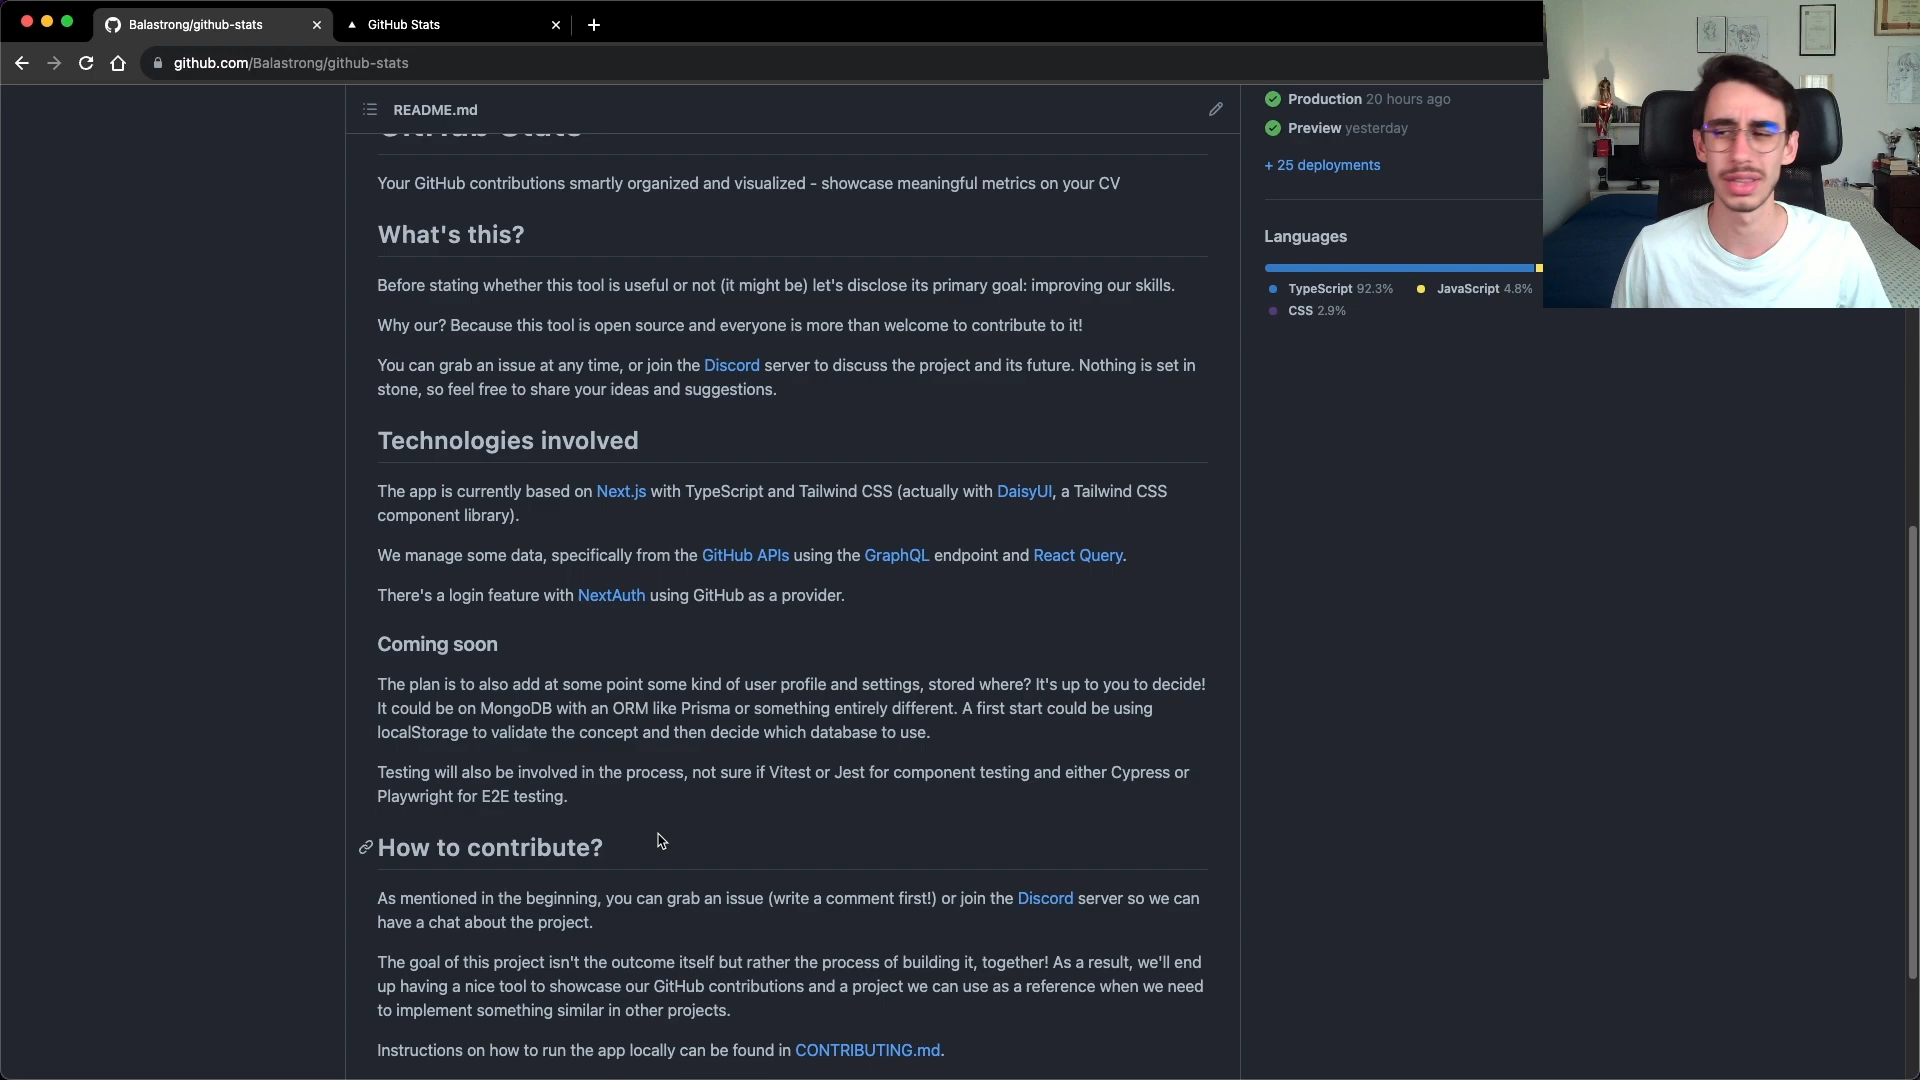 Balastrong/github-stats
GitHub Stats
github.com/Balastrong/github-stats
README.md
GitHub Stats
Your GitHub contributions smartly organized and visualized - showcase meaningful metrics on your CV
What's this?
Before stating whether this tool is useful or not (it might be) let's disclose its primary goal: improving our skills.
Why our? Because this tool is open source and everyone is more than welcome to contribute to it!
You can grab an issue at any time, or join the Discord server to discuss the project and its future. Nothing is set in
stone, so feel free to share your ideas and suggestions.
Technologies involved
The app is currently based on Next.js with TypeScript and Tailwind CSS (actually with DaisyUI, a Tailwind CSS
component library).
We manage some data, specifically from the GitHub APIs using the GraphQL endpoint and React Query.
There's a login feature with NextAuth using GitHub as a provider.
Coming soon
The plan is to also add at some point some kind of user profile and settings, stored where? It's up to you to decide!
It could be on MongoDB with an ORM like Prisma or something entirely different. A first start could be using
localStorage to validate the concept and then decide which database to use.
Testing will also be involved in the process, not sure if Vitest or Jest for component testing and either Cypress or
Playwright for E2E testing.
How to contribute?
As mentioned in the beginning, you can grab an issue (write a comment first!) or join the Discord server so we can
have a chat about the project.
The goal of this project isn't the outcome itself but rather the process of building it, together! As a result, we'll end
up having a nice tool to showcase our GitHub contributions and a project we can use as a reference when we need
to implement something similar in other projects.
Instructions on how to run the app locally can be found in CONTRIBUTING.md.
Production 20 hours ago
Preview yesterday
+ 25 deployments
Languages
TypeScript 92.3%
JavaScript 4.8%
CSS 2.9%